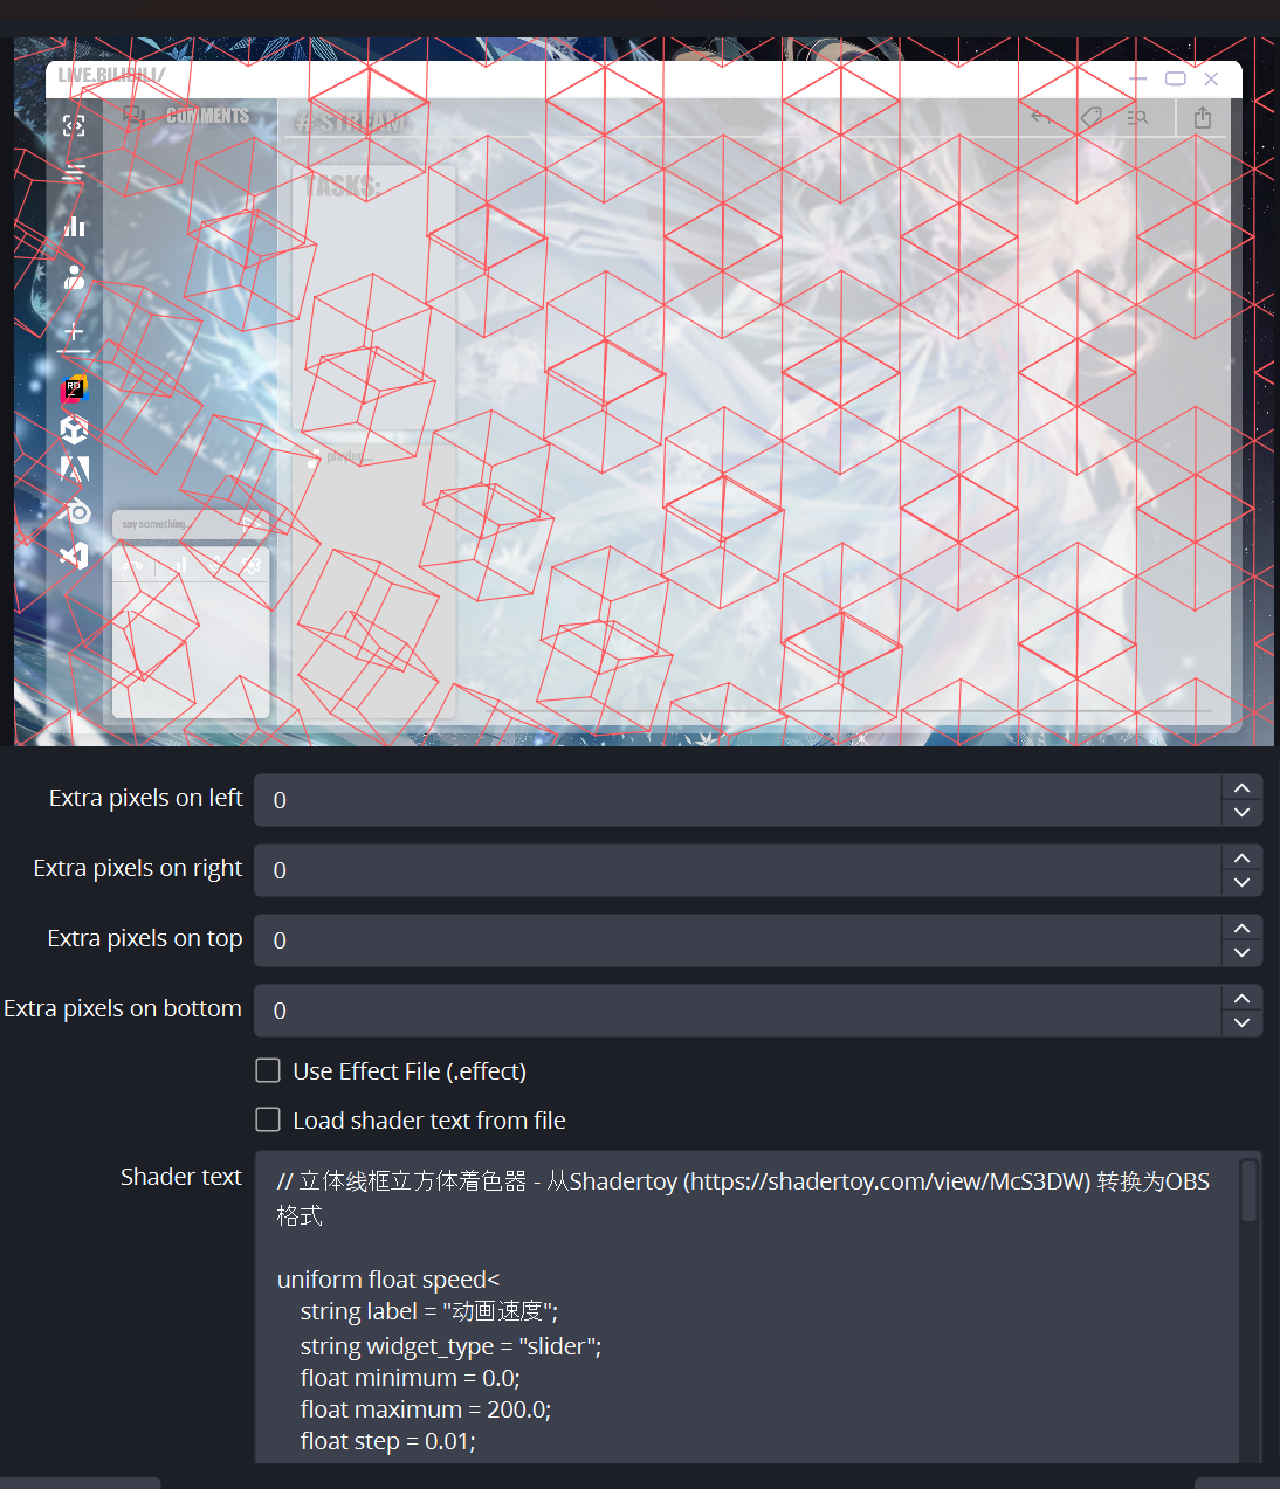 LIVE.BILIBILI/
COMMENTS
# STREAM
TASKS:
RD
playing...
say something...
Extra pixels on left
0
Extra pixels on right
0
Extra pixels on top
0
Extra pixels on bottom
0
Use Effect File (.effect)
Load shader text from file
Shader text
// 立体线框立方体着色器 - 从Shadertoy (https://shadertoy.com/view/McS3DW) 转换为OBS
格式
uniform float speed<
string label = "动画速度";
string widget_type = "slider";
float minimum = 0.0;
float maximum = 200.0;
float step = 0.01;